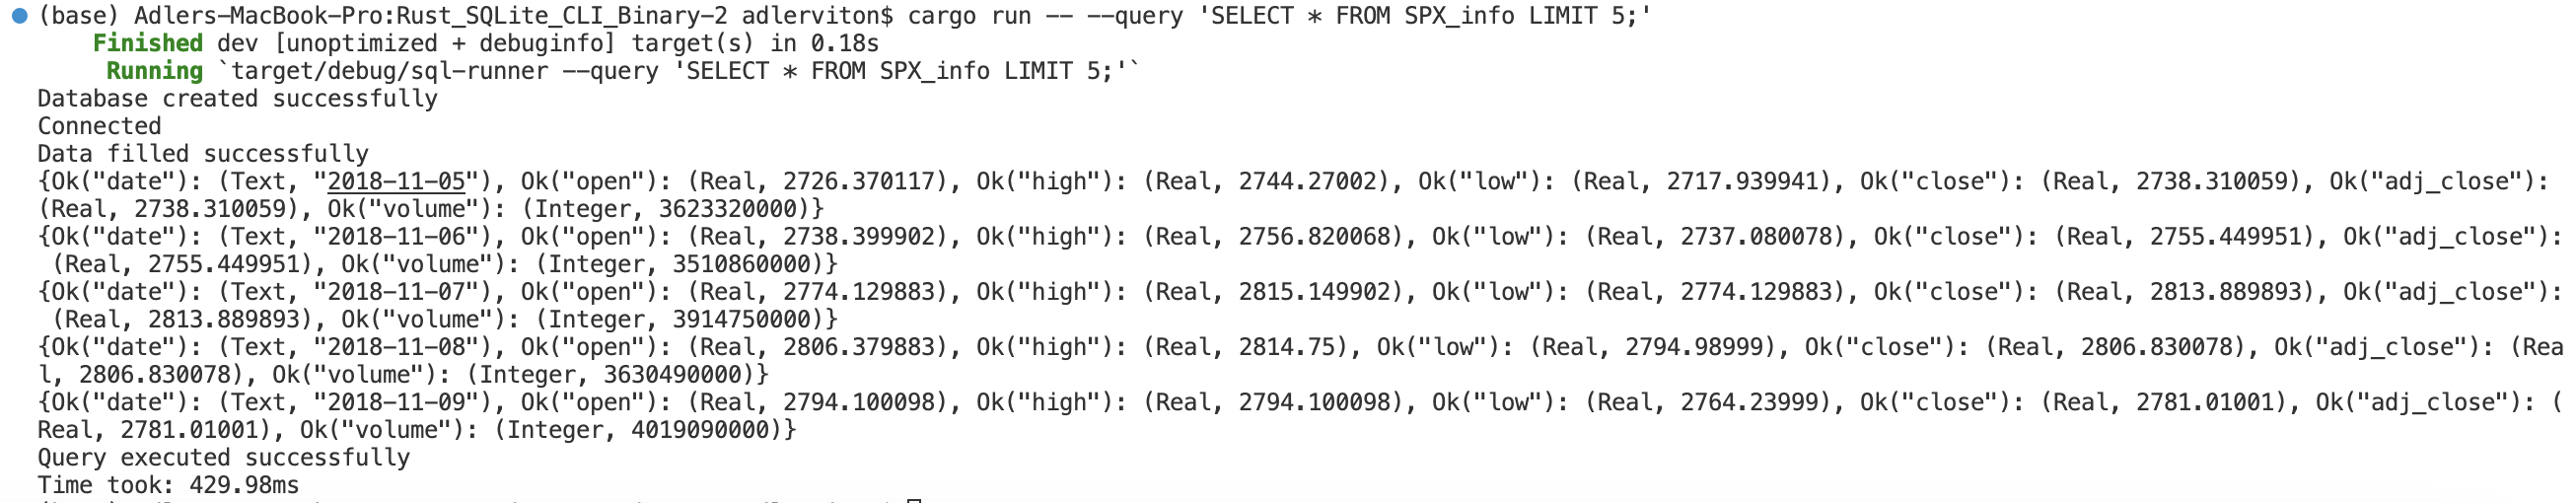 (base) Adlers-MacBook-Pro:Rust_SQLite_CLI_Binary-2 adlerviton$ cargo run -- --query 'SELECT * FROM SPX_info LIMIT 5;'
Finished dev [unoptimized + debuginfo] target(s) in 0.18s
Running `target/debug/sql-runner --query 'SELECT * FROM SPX_info LIMIT 5;'`
Database created successfully
Connected
Data filled successfully
{Ok("date"): (Text, "2018-11-05"), Ok("open"): (Real, 2726.370117), Ok("high"): (Real, 2744.27002), Ok("low"): (Real, 2717.939941), Ok("close"): (Real, 2738.310059), Ok("adj_close"):
(Real, 2738.310059), Ok("volume"): (Integer, 3623320000)}
{Ok("date"): (Text, "2018-11-06"), Ok("open"): (Real, 2738.399902), Ok("high"): (Real, 2756.820068), Ok("low"): (Real, 2737.080078), Ok("close"): (Real, 2755.449951), Ok("adj_close"):
(Real, 2755.449951), Ok("volume"): (Integer, 3510860000)}
{Ok("date"): (Text, "2018-11-07"), Ok("open"): (Real, 2774.129883), Ok("high"): (Real, 2815.149902), Ok("low"): (Real, 2774.129883), Ok("close"): (Real, 2813.889893), Ok("adj_close"):
(Real, 2813.889893), Ok("volume"): (Integer, 3914750000)}
{Ok("date"): (Text, "2018-11-08"), Ok("open"): (Real, 2806.379883), Ok("high"): (Real, 2814.75), Ok("low"): (Real, 2794.98999), Ok("close"): (Real, 2806.830078), Ok("adj_close"): (Rea
l, 2806.830078), Ok("volume"): (Integer, 3630490000)}
{Ok("date"): (Text, "2018-11-09"), Ok("open"): (Real, 2794.100098), Ok("high"): (Real, 2794.100098), Ok("low"): (Real, 2764.23999), Ok("close"): (Real, 2781.01001), Ok("adj_close"): (
Real, 2781.01001), Ok("volume"): (Integer, 4019090000)}
Query executed successfully
Time took: 429.98ms